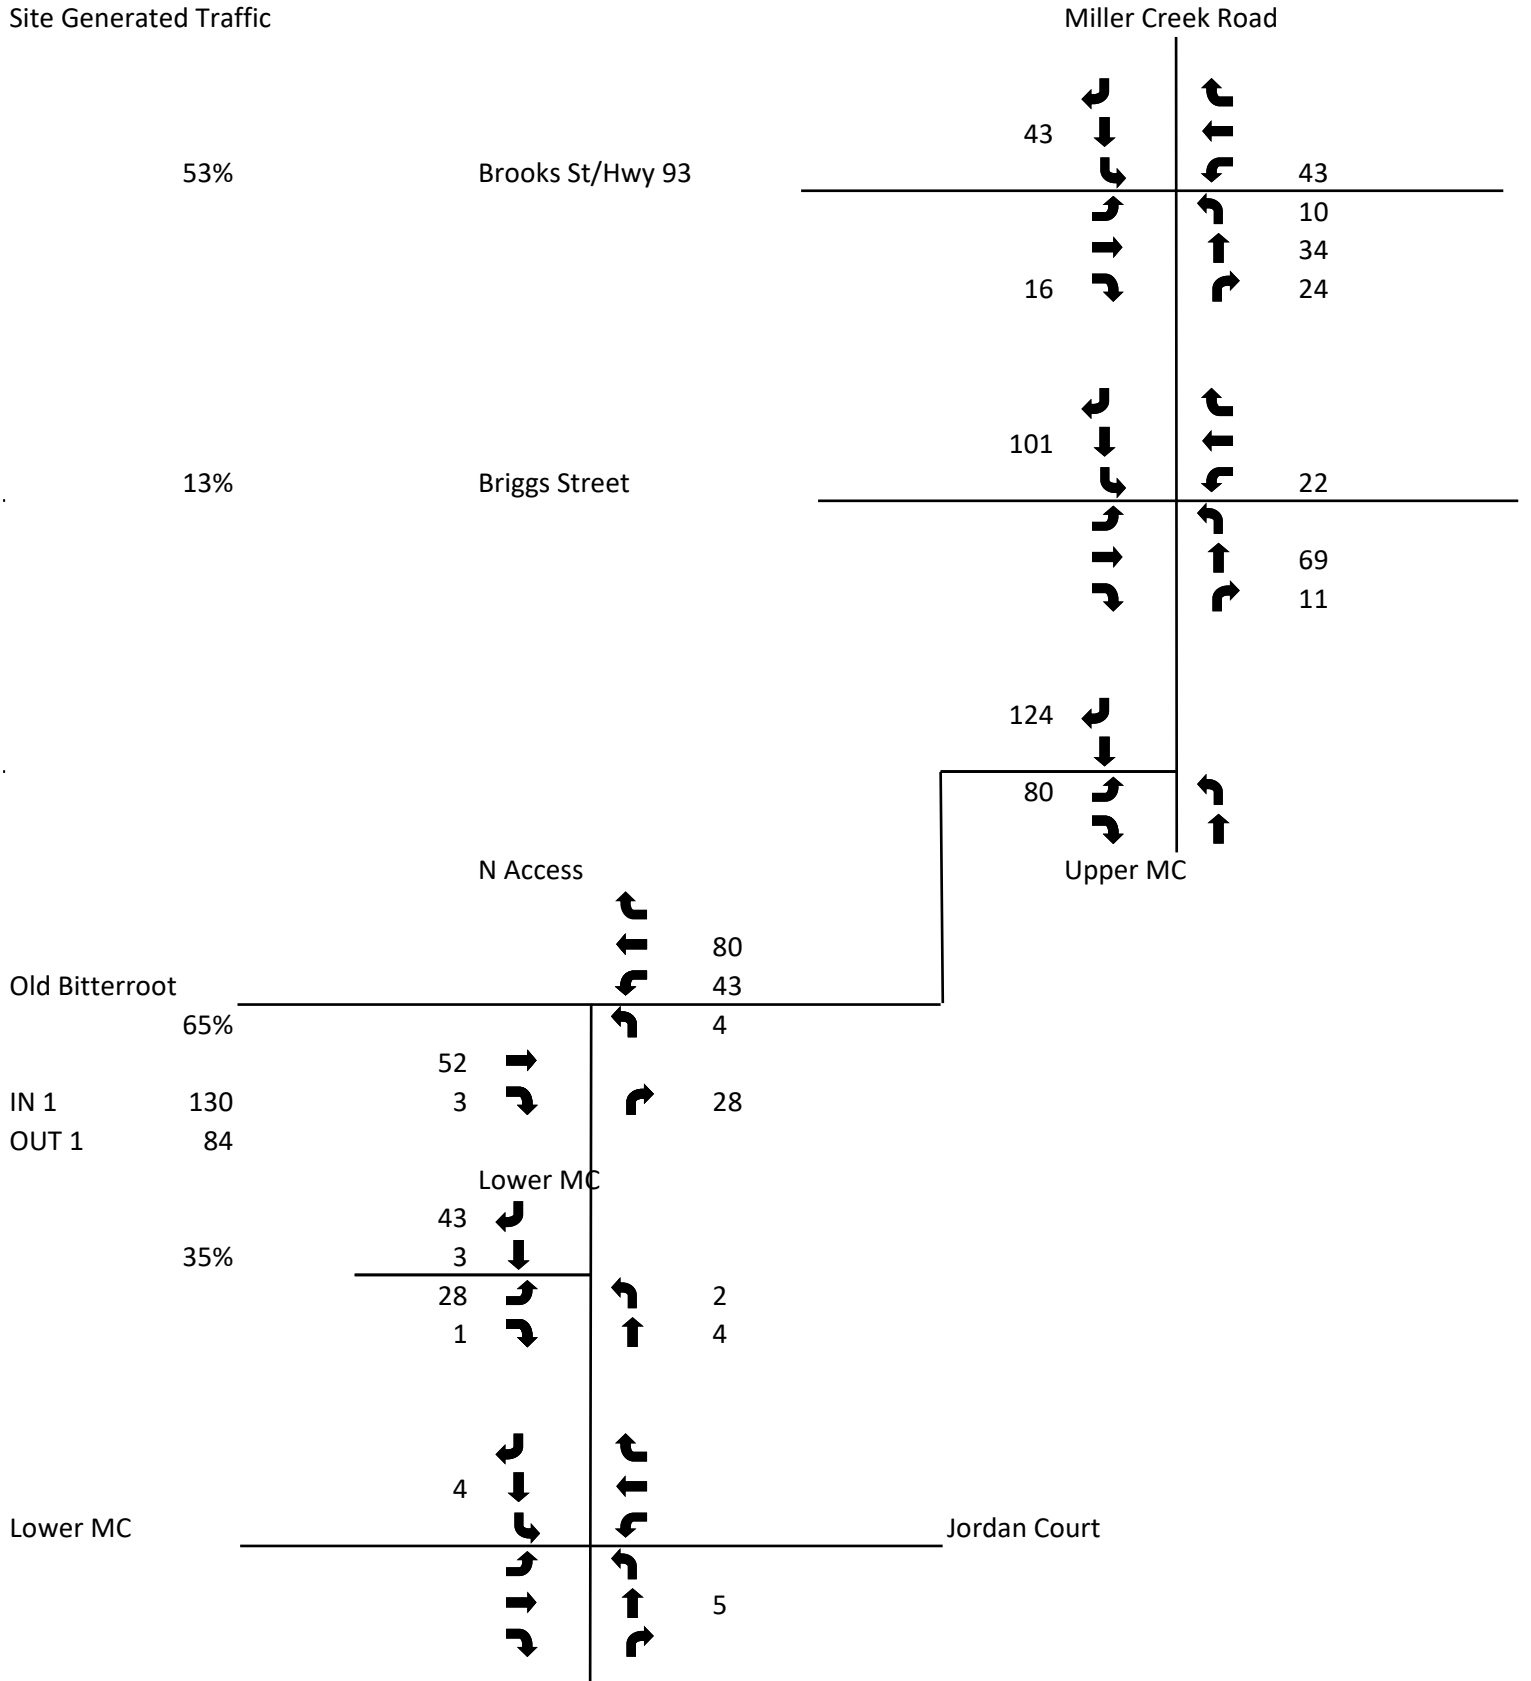 Site Generated Traffic Miller Creek Road
43
53% Brooks St/Hwy 93 43
10
34
16 24
101
13% Briggs Street 22
69
11
124
80
N Access Upper MC
80
Old Bitterroot 43
65% 4
52
IN 1 130 3 28
OUT 1 84
Lower MC
43
35% 3
28 2
1 4
4
Lower MC Jordan Court
5